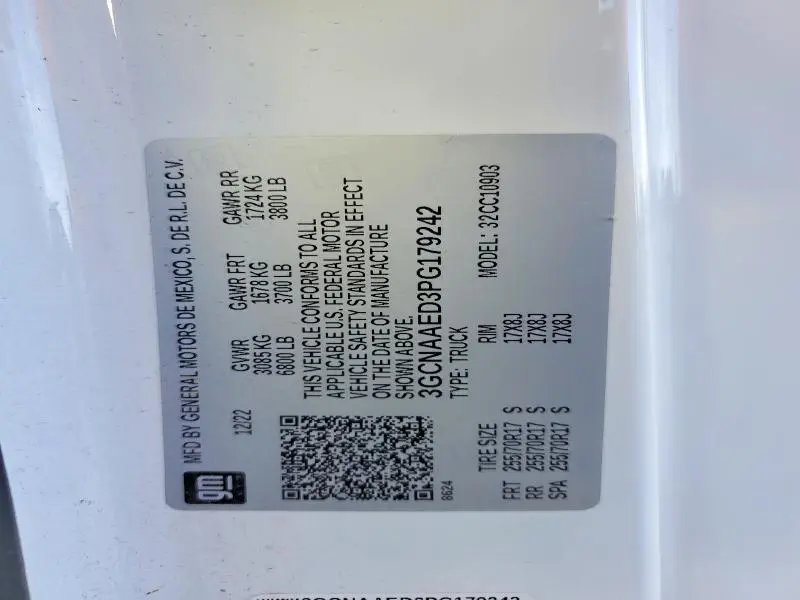 gm
MFD BY GENERAL MOTORS DE MEXICO, S. DE R.L. DE C.V.
12/22
GVWR GAWR FRT GAWR RR
3085 KG 1678 KG 1724 KG
6800 LB 3700 LB 3800 LB
THIS VEHICLE CONFORMS TO ALL
APPLICABLE U.S. FEDERAL MOTOR
VEHICLE SAFETY STANDARDS IN EFFECT
ON THE DATE OF MANUFACTURE
SHOWN ABOVE.
3GCNAAED3PG179242
8624
TYPE: TRUCK
MODEL: 32CC10903
TIRE SIZE RIM
FRT 255/70R17 S 17X8J
RR 255/70R17 S 17X8J
SPA 255/70R17 S 17X8J